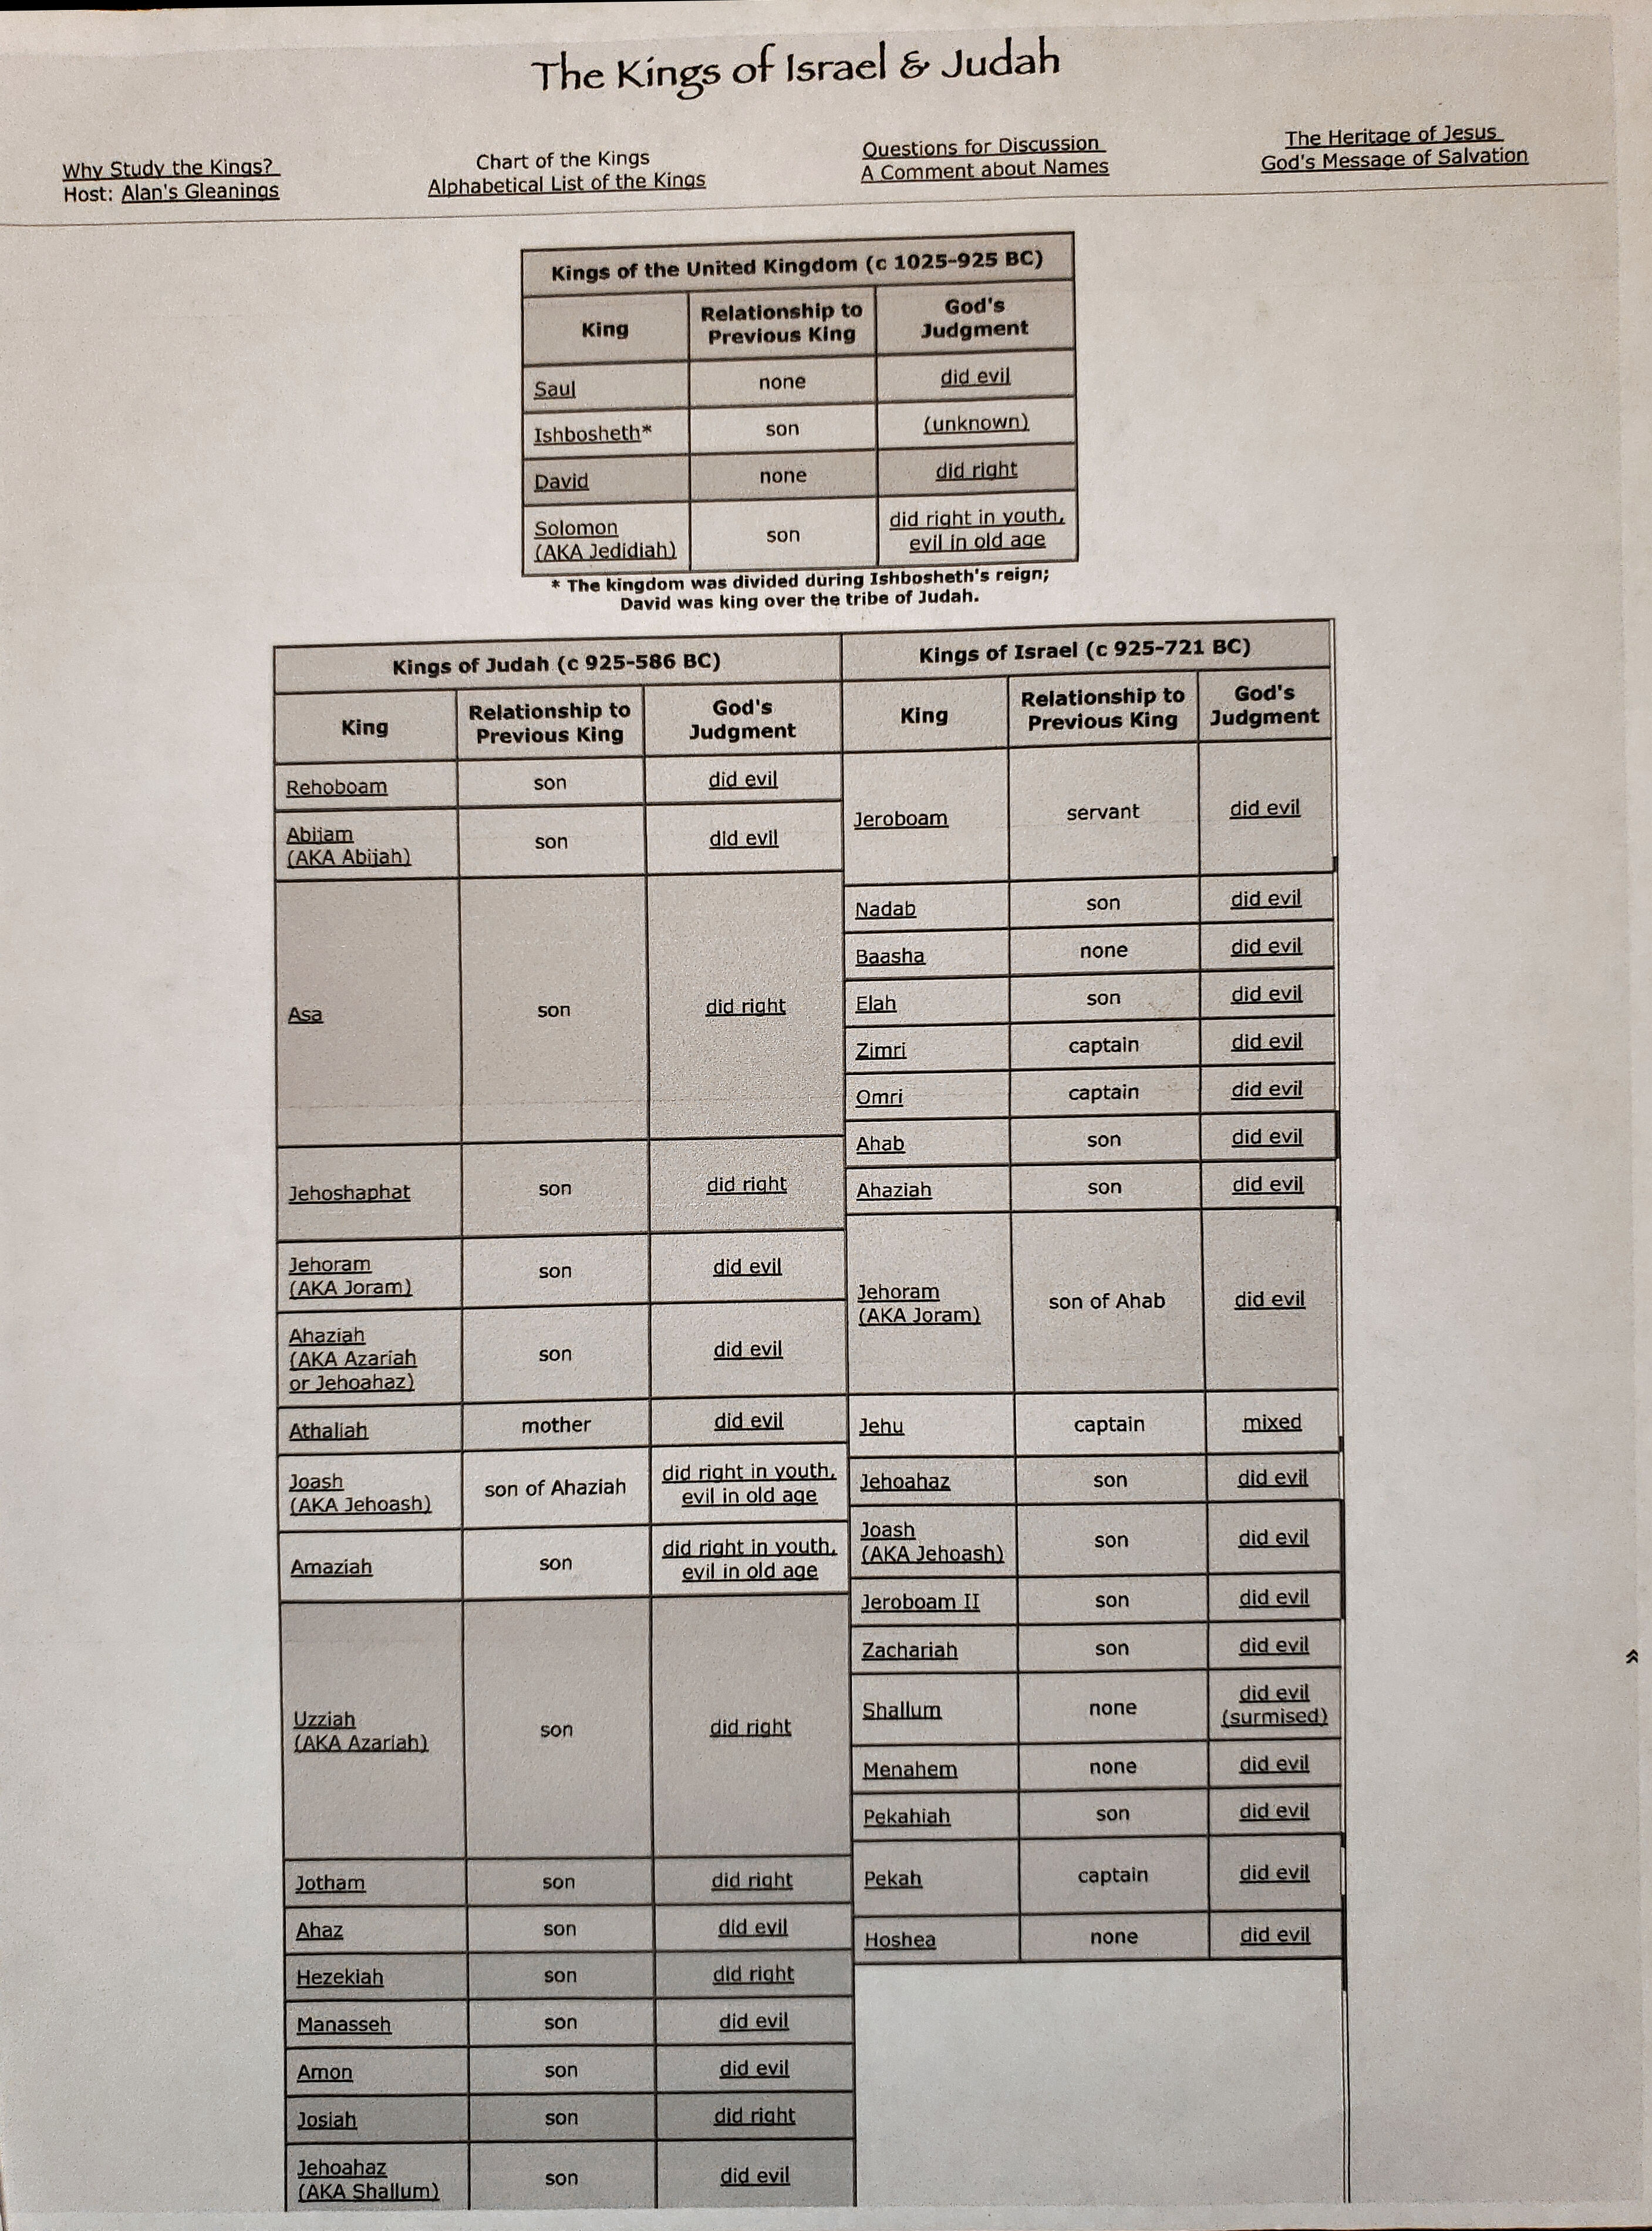 The Kings of Israel & Judah
Why Study the Kings?
Host: Alan's Gleanings
Chart of the Kings
Alphabetical List of the Kings
Questions for Discussion
A Comment about Names
The Heritage of Jesus
God's Message of Salvation
Kings of the United Kingdom (c 1025-925 BC)
King
Relationship to
Previous King
God's
Judgment
Saul
none
did evil
Ishbosheth*
son
(unknown)
David
none
did right
Solomon
(AKA Jedidiah)
son
did right in youth,
evil in old age
* The kingdom was divided during Ishbosheth's reign;
David was king over the tribe of Judah.
Kings of Judah (c 925-586 BC)
King
Relationship to
Previous King
God's
Judgment
Rehoboam
son
did evil
Abijam
(AKA Abijah)
son
did evil
Asa
son
did right
Jehoshaphat
son
did right
Jehoram
(AKA Joram)
son
did evil
Ahaziah
(AKA Azariah
or Jehoahaz)
son
did evil
Athaliah
mother
did evil
Joash
(AKA Jehoash)
son of Ahaziah
did right in youth,
evil in old age
Amaziah
son
did right in youth,
evil in old age
Uzziah
(AKA Azariah)
son
did right
Jotham
son
did right
Ahaz
son
did evil
Hezekiah
son
did right
Manasseh
son
did evil
Amon
son
did evil
Josiah
son
did right
Jehoahaz
(AKA Shallum)
son
did evil
Kings of Israel (c 925-721 BC)
King
Relationship to
Previous King
God's
Judgment
Jeroboam
servant
did evil
Nadab
son
did evil
Baasha
none
did evil
Elah
son
did evil
Zimri
captain
did evil
Omri
captain
did evil
Ahab
son
did evil
Ahaziah
son
did evil
Jehoram
(AKA Joram)
son of Ahab
did evil
Jehu
captain
mixed
Jehoahaz
son
did evil
Joash
(AKA Jehoash)
son
did evil
Jeroboam II
son
did evil
Zachariah
son
did evil
Shallum
none
did evil
(surmised)
Menahem
none
did evil
Pekahiah
son
did evil
Pekah
captain
did evil
Hoshea
none
did evil